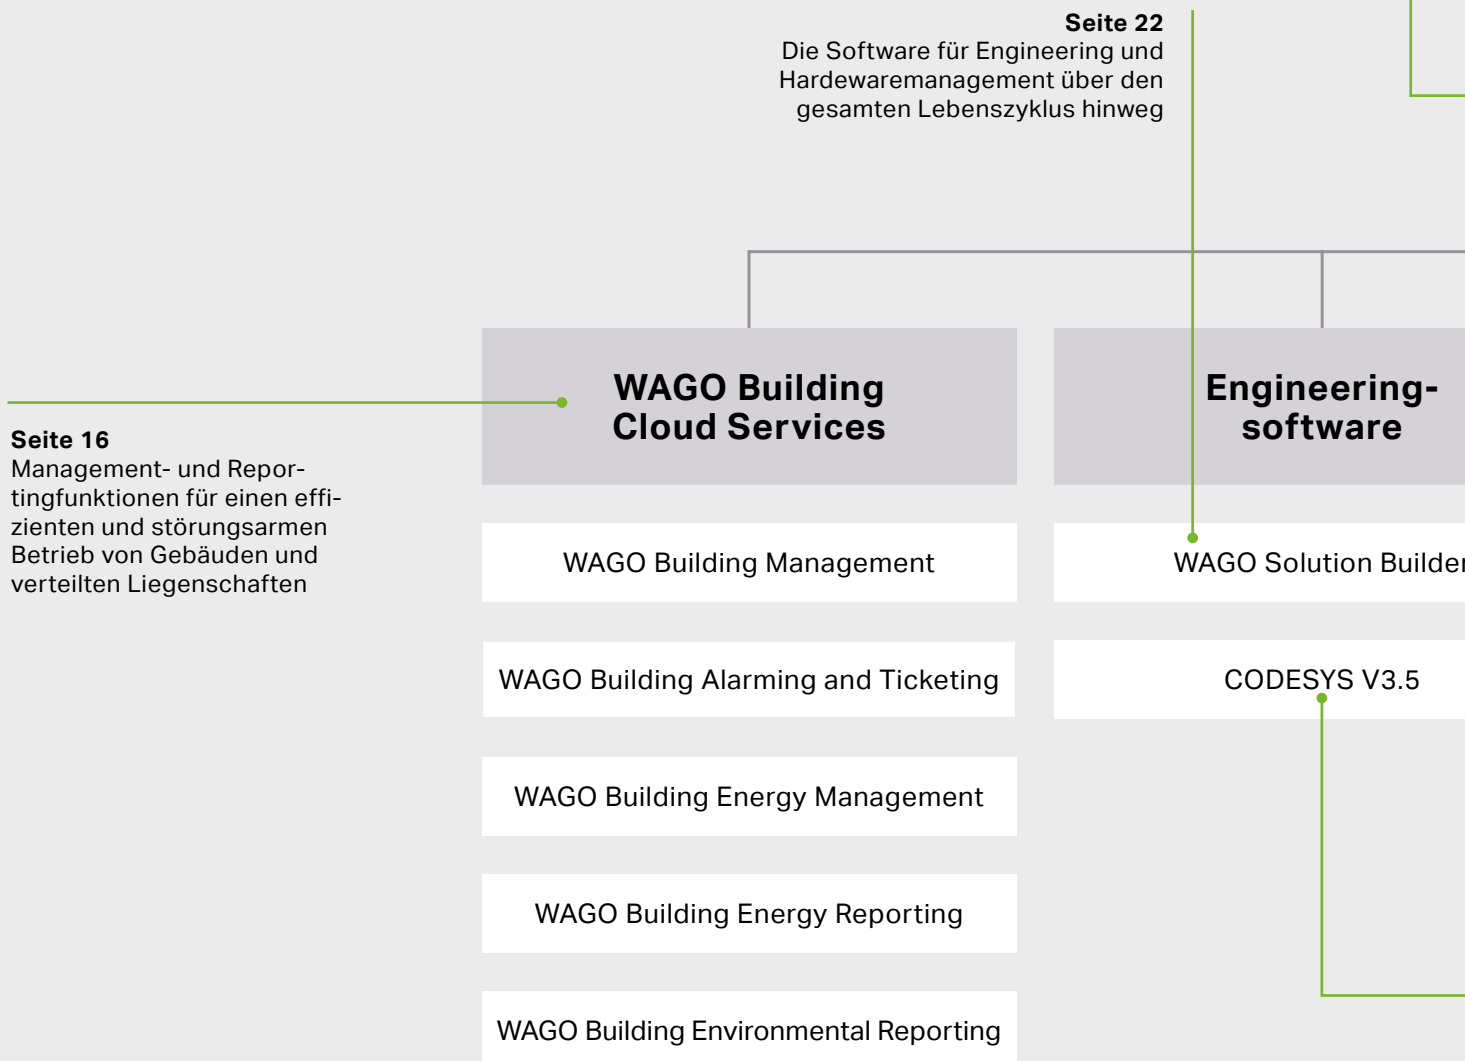 Seite 22
Die Software für Engineering und
Hardewaremanagement über den
gesamten Lebenszyklus hinweg
WAGO Building
Cloud Services
Engineering-
software
Seite 16
Management- und Repor-
tingfunktionen für einen effi-
zienten und störungsarmen
Betrieb von Gebäuden und
verteilten Liegenschaften
WAGO Building Management
WAGO Solution Builder
WAGO Building Alarming and Ticketing
CODESYS V3.5
WAGO Building Energy Management
WAGO Building Energy Reporting
WAGO Building Environmental Reporting